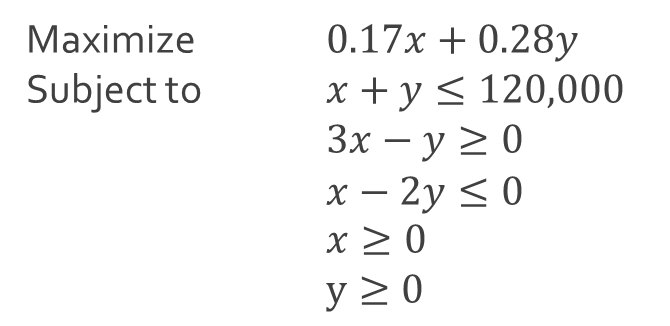 Maximize 0.17𝑥 + 0.28𝑦
Subject to 𝑥 + 𝑦 ≤ 120,000
3𝑥 − 𝑦 ≥ 0
𝑥 − 2𝑦 ≤ 0
𝑥 ≥ 0
y ≥ 0